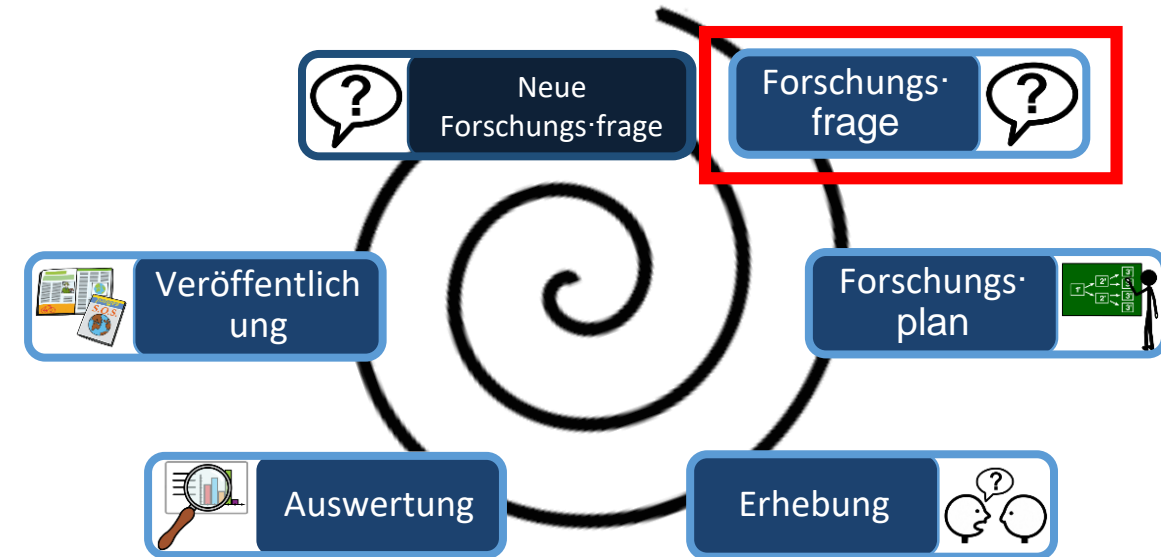 Neue
Forschungs·frage
Forschungs·
frage
?
?
Veröffentlich
ung
S.O.S.
Forschungs·
plan
Auswertung
Erhebung
?